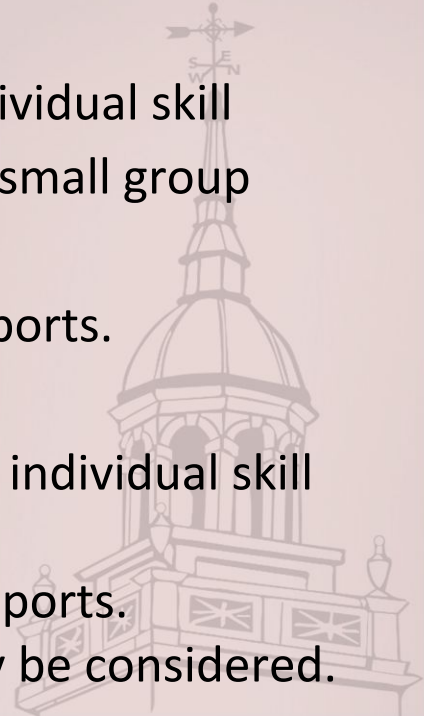 N
E
S
W
ividual skill
small group
ports.
individual skill
ports.
be considered.